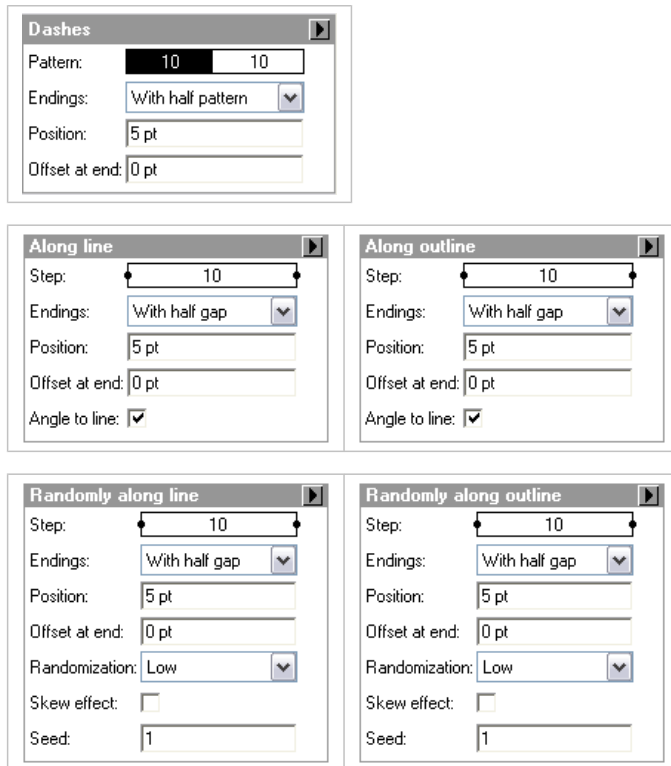 Dashes
Pattern: 10 10
Endings: With half pattern
Position: 5 pt
Offset at end: 0 pt
Along line
Step: 10
Endings: With half gap
Position: 5 pt
Offset at end: 0 pt
Angle to line:
Along outline
Step: 10
Endings: With half gap
Position: 5 pt
Offset at end: 0 pt
Angle to line:
Randomly along line
Step: 10
Endings: With half gap
Position: 5 pt
Offset at end: 0 pt
Randomization: Low
Skew effect:
Seed: 1
Randomly along outline
Step: 10
Endings: With half gap
Position: 5 pt
Offset at end: 0 pt
Randomization: Low
Skew effect:
Seed: 1